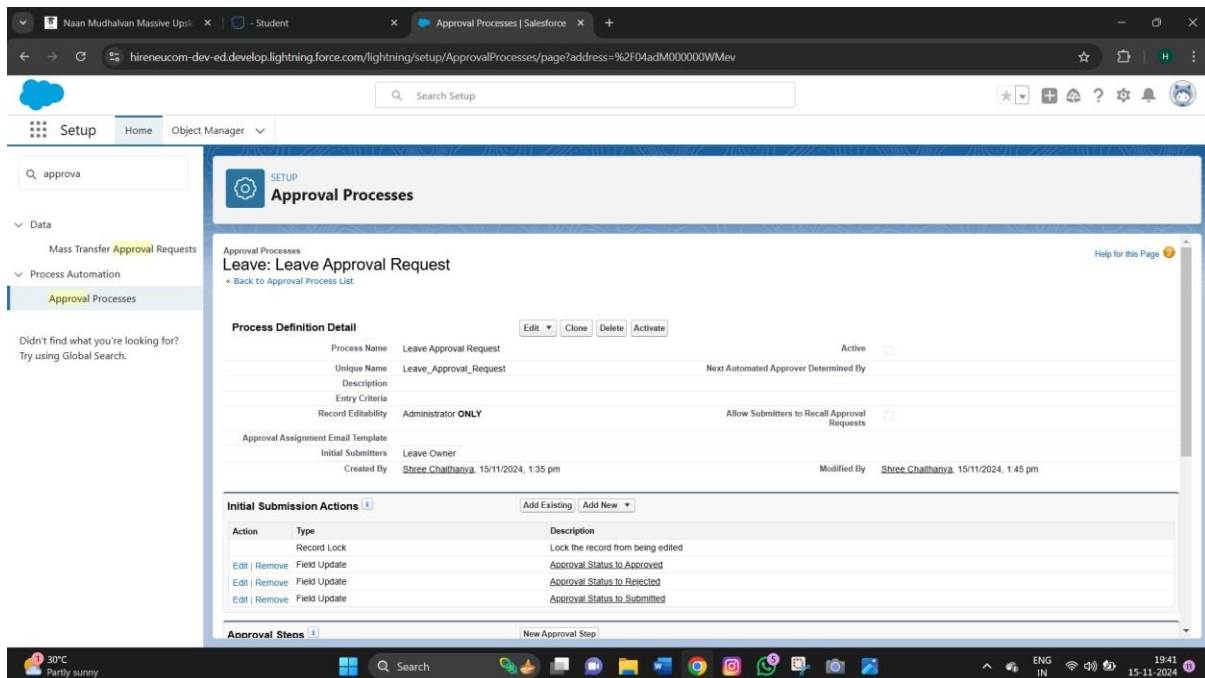 Naan Mudhalvan Massive Upsk
- Student
Approval Processes | Salesforce
hireneucom-dev-ed.develop.lightning.force.com/lightning/setup/ApprovalProcesses/page?address=%2F04adM000000WMev
H
Search Setup
Setup Home Object Manager
approva
Data
Mass Transfer Approval Requests
Process Automation
Approval Processes
Didn't find what you're looking for?
Try using Global Search.
SETUP
Approval Processes
Approval Processes
Leave: Leave Approval Request
« Back to Approval Process List
Help for this Page
Process Definition Detail Edit Clone Delete Activate
Process Name Leave Approval Request Active
Unique Name Leave_Approval_Request Next Automated Approver Determined By
Description
Entry Criteria
Record Editability Administrator ONLY Allow Submitters to Recall Approval
Requests
Approval Assignment Email Template
Initial Submitters Leave Owner
Created By Shree Chaithanya, 15/11/2024, 1:35 pm Modified By Shree Chaithanya, 15/11/2024, 1:45 pm
Initial Submission Actions i Add Existing Add New
Action Type Description
Record Lock Lock the record from being edited
Edit | Remove Field Update Approval Status to Approved
Edit | Remove Field Update Approval Status to Rejected
Edit | Remove Field Update Approval Status to Submitted
Approval Steps i New Approval Step
1
30°C
Partly sunny
Search
5
ENG
IN
19:41
15-11-2024